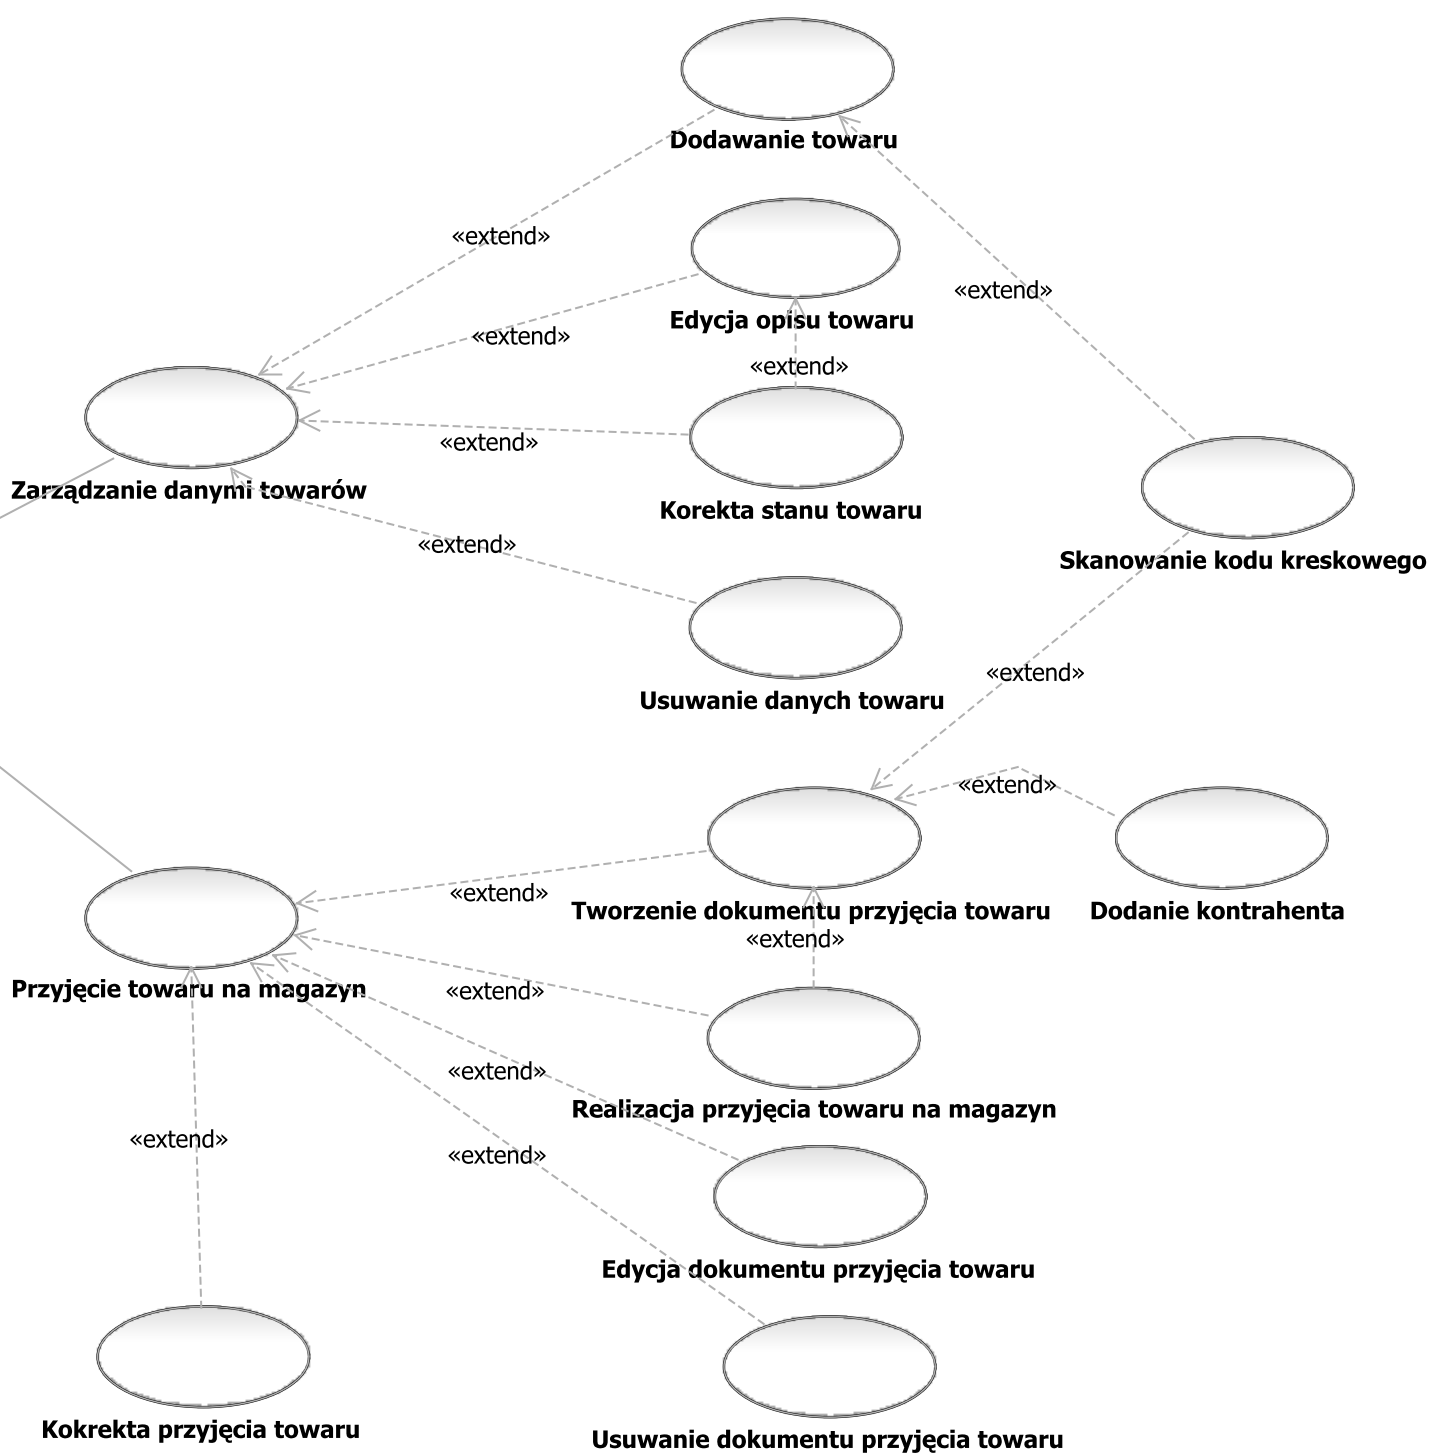 Dodawanie towaru
«extend»
Edycja opisu towaru
«extend»
«extend»
«extend»
«extend»
Zarządzanie danymi towarów
Korekta stanu towaru
«extend»
Skanowanie kodu kreskowego
«extend»
Usuwanie danych towaru
«extend»
«extend»
Tworzenie dokumentu przyjęcia towaru
Dodanie kontrahenta
«extend»
Przyjęcie towaru na magazyn
«extend»
«extend»
«extend»
Realizacja przyjęcia towaru na magazyn
«extend»
«extend»
Edycja dokumentu przyjęcia towaru
Kokrekta przyjęcia towaru
Usuwanie dokumentu przyjęcia towaru